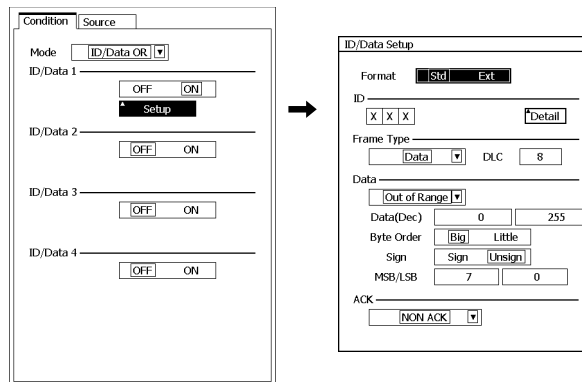 Condition Source
Mode ID/Data OR
ID/Data 1
OFF ON
Setup
ID/Data 2
OFF ON
ID/Data 3
OFF ON
ID/Data 4
OFF ON
ID/Data Setup
Format Std Ext
ID
X X X Detail
Frame Type
Data DLC 8
Data
Out of Range
Data(Dec) 0 255
Byte Order Big Little
Sign Sign Unsign
MSB/LSB 7 0
ACK
NON ACK